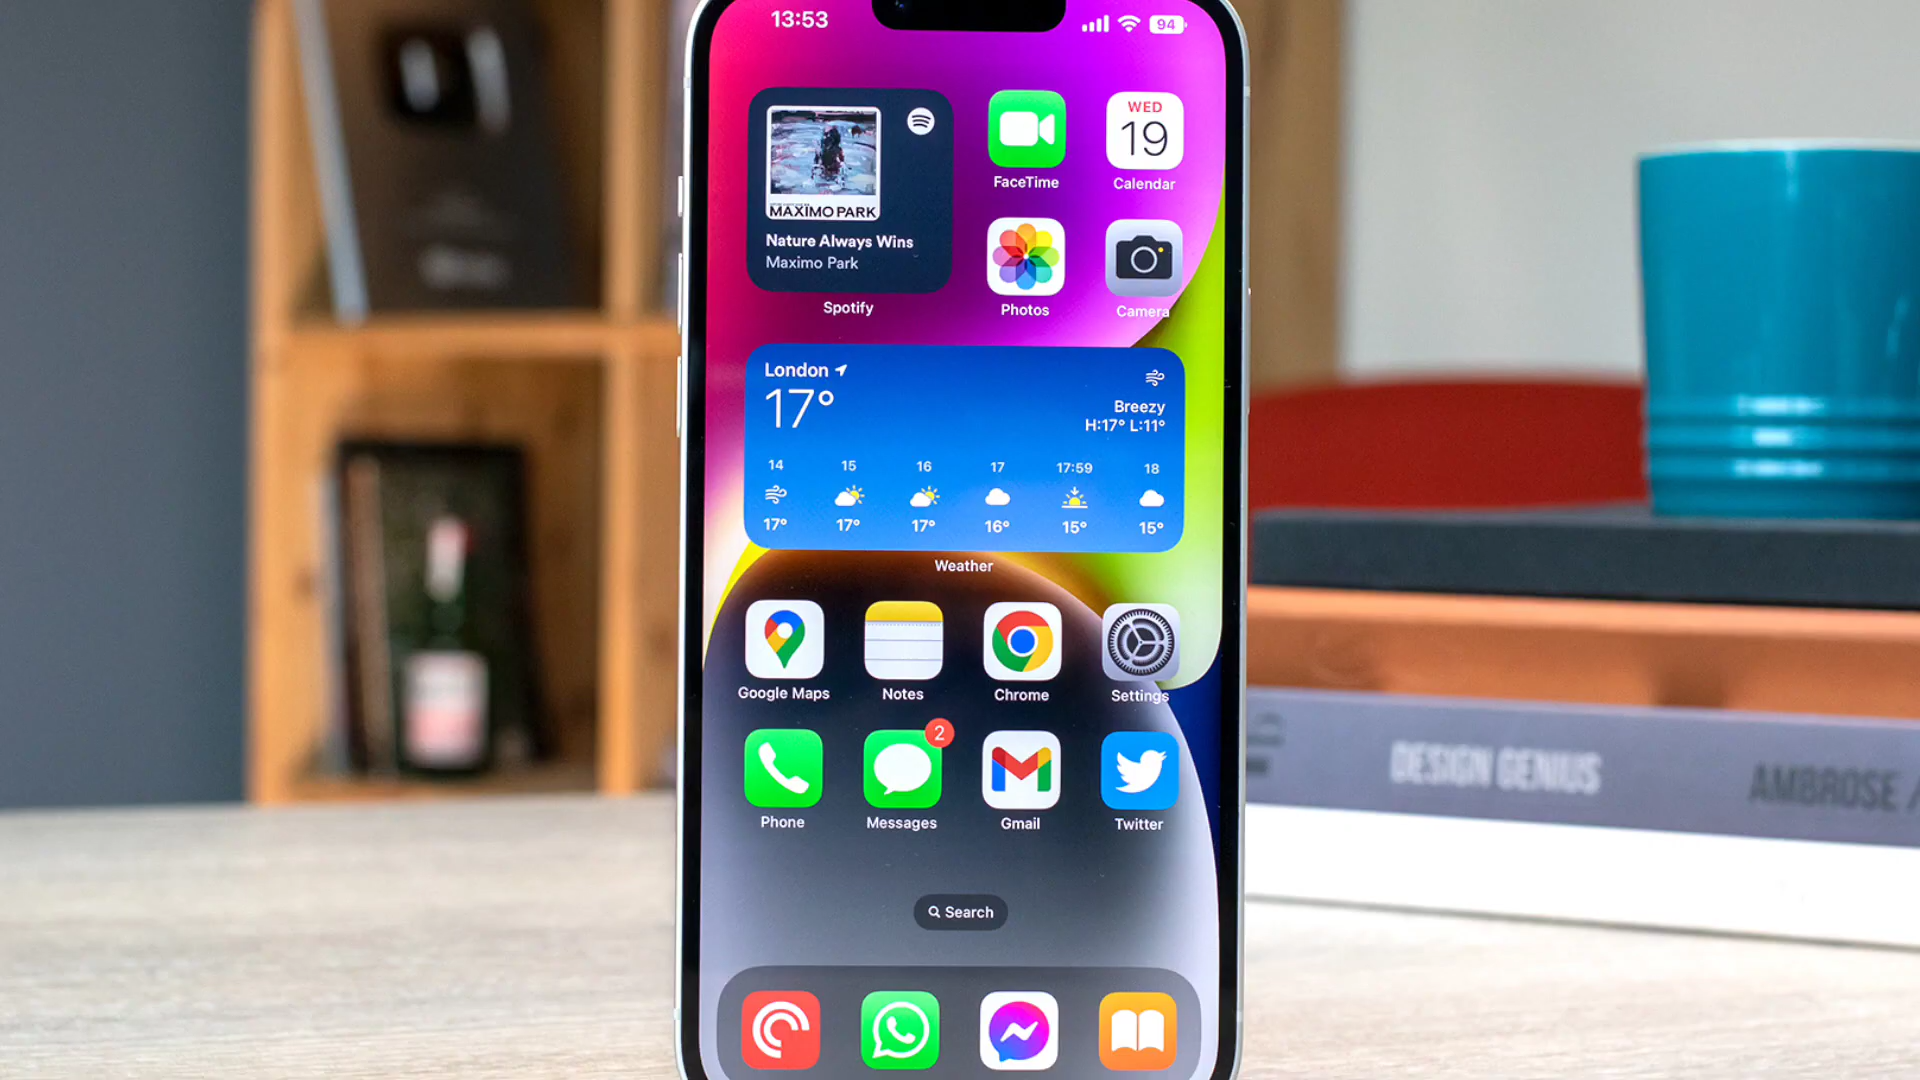 13:53
94
MAXÏMO PARK
Nature Always Wins
Maximo Park
Spotify
FaceTime
WED
19
Calendar
Photos
Camera
London
17°
Breezy
H:17° L:11°
14 15 16 17 17:59 18
17° 17° 17° 16° 15° 15°
Weather
Google Maps
Notes
Chrome
Settings
2
Phone
Messages
Gmail
Twitter
Search
DESIGN GENIUS
AMBROSE /